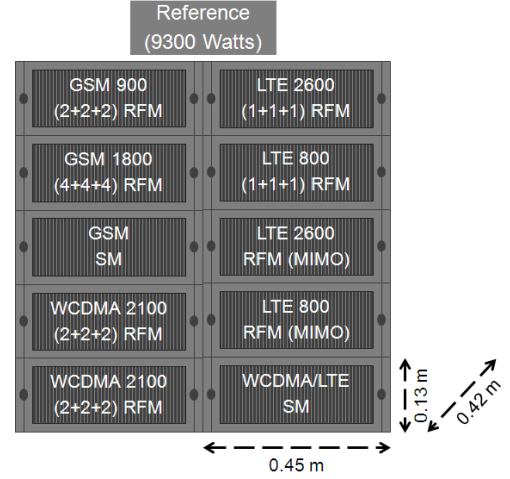 Reference
(9300 Watts)
GSM 900
(2+2+2) RFM
LTE 2600
(1+1+1) RFM
GSM 1800
(4+4+4) RFM
LTE 800
(1+1+1) RFM
GSM
SM
LTE 2600
RFM (MIMO)
WCDMA 2100
(2+2+2) RFM
LTE 800
RFM (MIMO)
WCDMA 2100
(2+2+2) RFM
WCDMA/LTE
SM
0.13 m
0.42 m
0.45 m